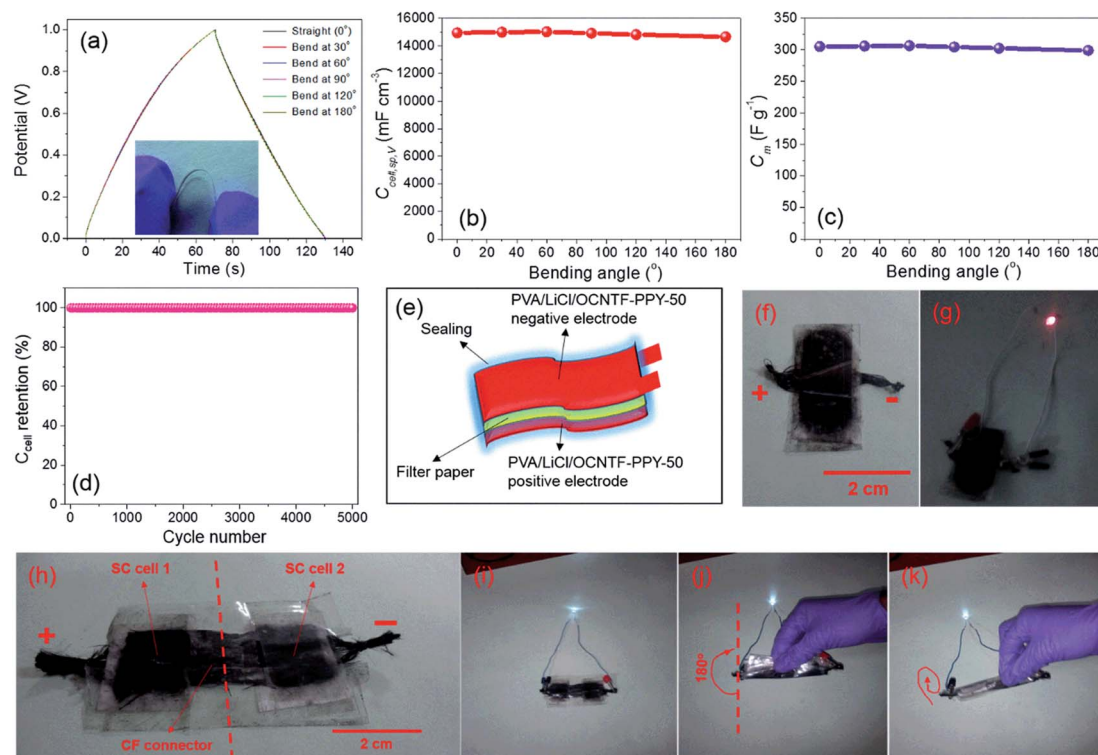 (a)
1.0
0.8
0.6
0.4
0.2
0.0
Potential (V)
0 20 40 60 80 100 120 140
Time (s)
Straight (0°)
Bend at 30°
Bend at 60°
Bend at 90°
Bend at 120°
Bend at 180°
16000
14000
12000
10000
8000
6000
4000
2000
0
C_cell,sp,V (mF cm⁻³)
(b)
0 20 40 60 80 100 120 140 160 180
Bending angle (°)
350
300
250
200
150
100
50
0
C_m (F g⁻¹)
(c)
0 20 40 60 80 100 120 140 160 180
Bending angle (°)
120
100
80
60
40
20
0
C_cell retention (%)
(d)
0 1000 2000 3000 4000 5000
Cycle number
(e)
PVA/LiCl/OCNTF-PPY-50
negative electrode
Sealing
Filter paper
PVA/LiCl/OCNTF-PPY-50
positive electrode
(f)
+
-
2 cm
(g)
(h)
SC cell 1
SC cell 2
+
-
CF connector
2 cm
(i)
(j)
180°
(k)